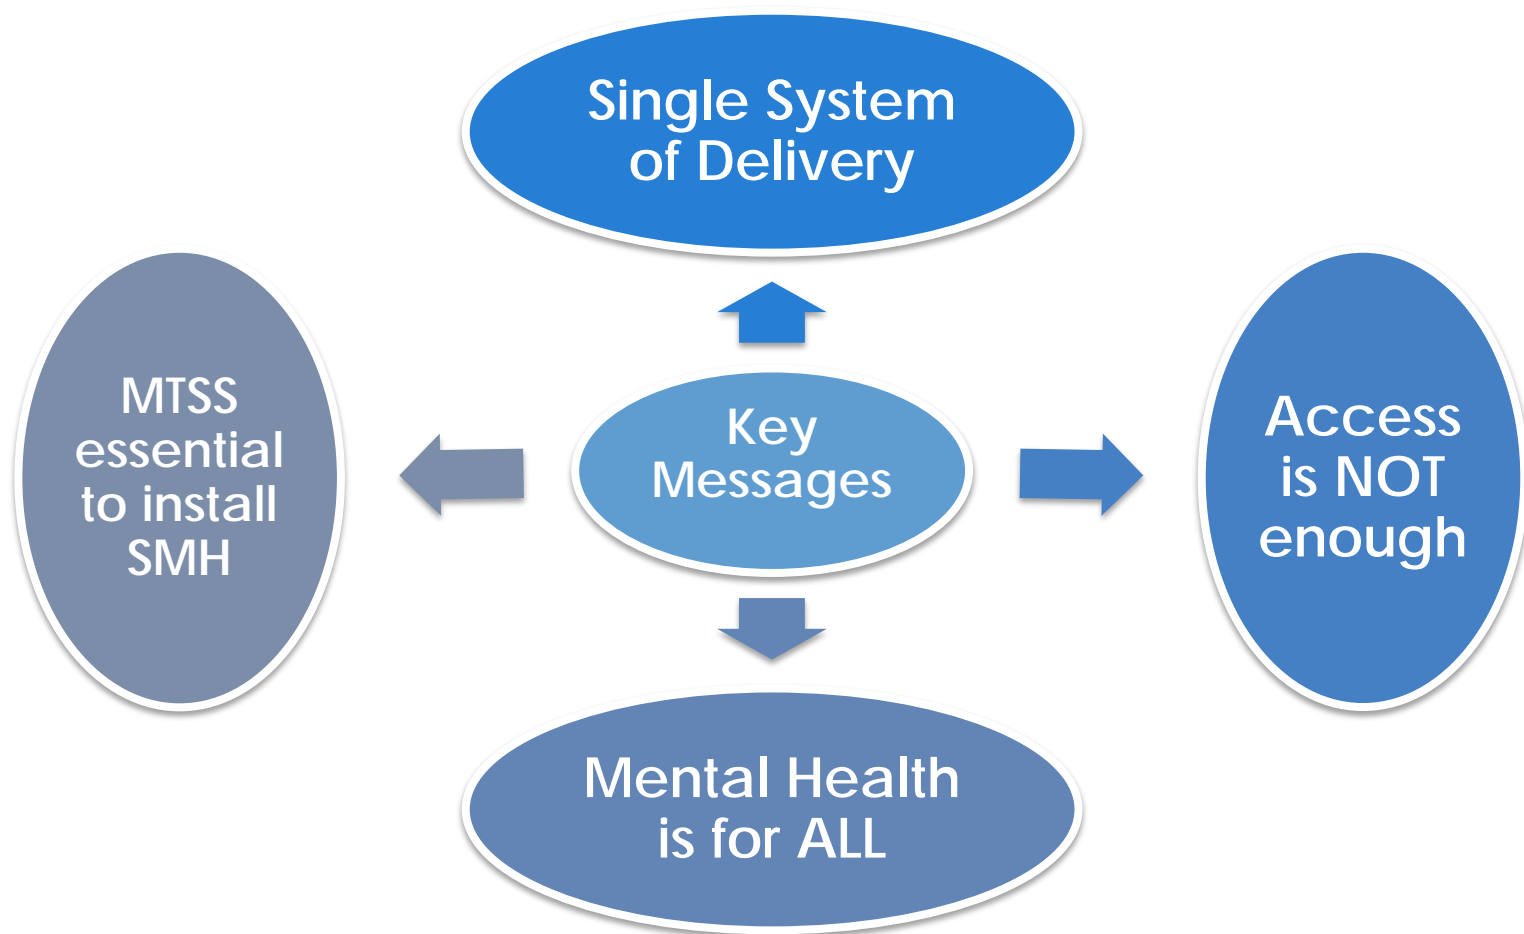 Single System
of Delivery
MTSS
essential
to install
SMH
Key
Messages
Access
is NOT
enough
Mental Health
is for ALL